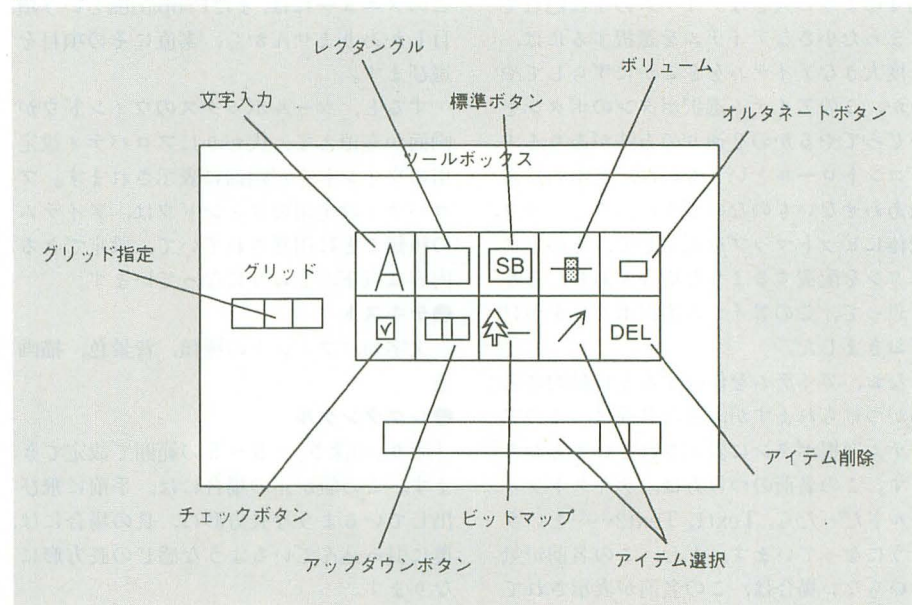 レクタングル
ボリューム
文字入力
標準ボタン
オルタネートボタン
ツールボックス
グリッド指定
グリッド
A
SB
DEL
アイテム削除
チェックボタン
ビットマップ
アップダウンボタン
アイテム選択